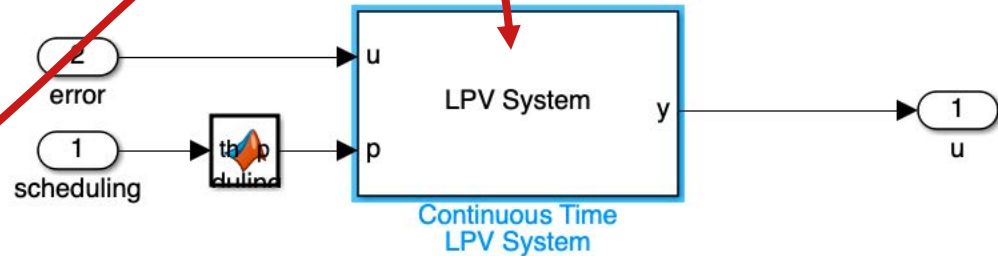 2
error
1
scheduling
u
p
LPV System
y
Continuous Time
LPV System
1
u